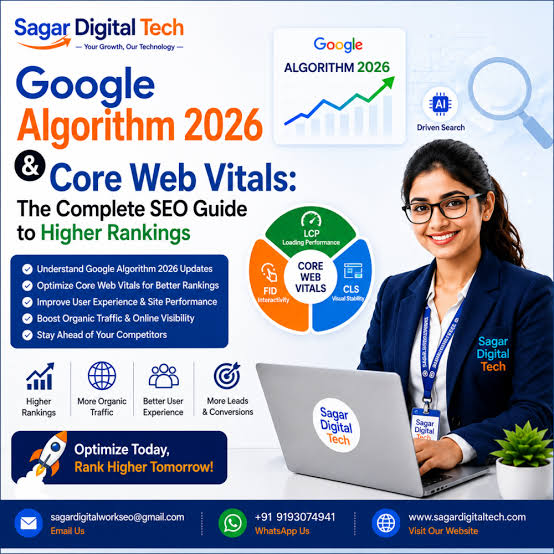 Sagar Digital Tech
Your Growth, Our Technology
Google
Algorithm 2026
& Core Web Vitals:
The Complete SEO Guide
to Higher Rankings
Understand Google Algorithm 2026 Updates
Optimize Core Web Vitals for Better Rankings
Improve User Experience & Site Performance
Boost Organic Traffic & Online Visibility
Stay Ahead of Your Competitors
Higher
Rankings
More Organic
Traffic
Better User
Experience
More Leads
& Conversions
Optimize Today,
Rank Higher Tomorrow!
Google
ALGORITHM 2026
AI
Driven Search
LCP
Loading Performance
FID
Interactivity
CORE
WEB
VITALS
CLS
Visual Stability
Sagar
Digital
Tech
Sagar
Digital
Tech
Sagar
Digital
Tech
sagardigitalworkseo@gmail.com
Email Us
+91 9193074941
WhatsApp Us
www.sagardigitaltech.com
Visit Our Website